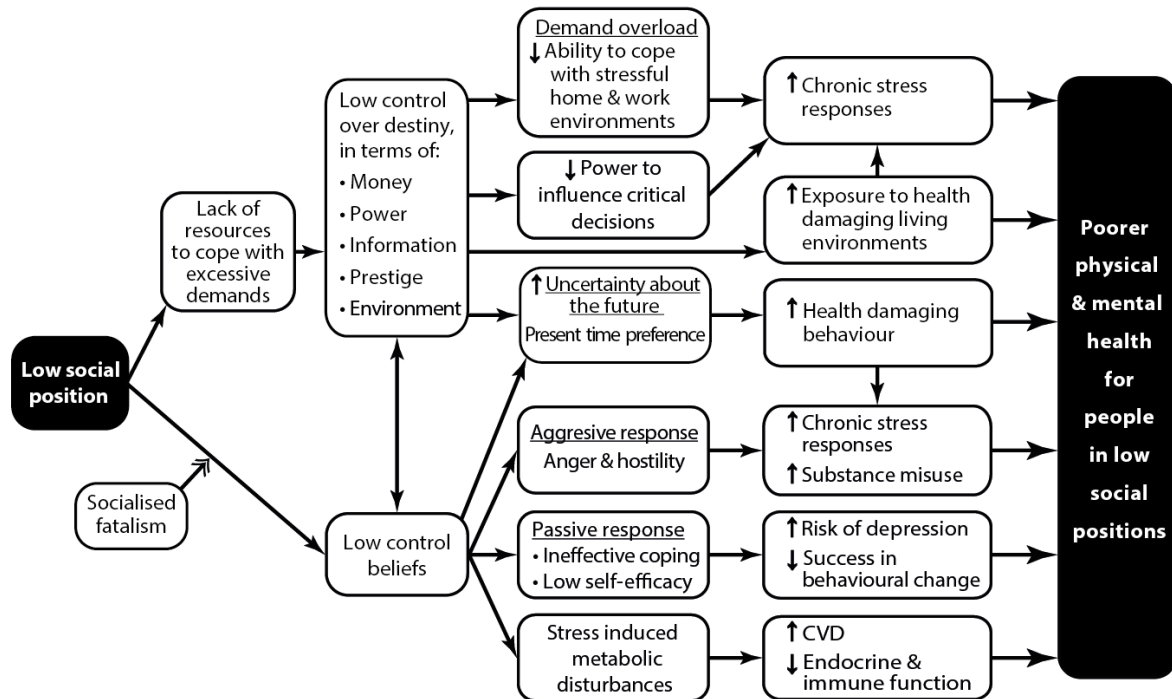 Low social
position
Socialised
fatalism
Lack of
resources
to cope with
excessive
demands
Low control
over destiny,
in terms of:
• Money
• Power
• Information
• Prestige
• Environment
Low control
beliefs
Demand overload
↓ Ability to cope
with stressful
home & work
environments
↓ Power to
influence critical
decisions
↑ Uncertainty about
the future
Present time preference
Aggresive response
Anger & hostility
Passive response
• Ineffective coping
• Low self-efficacy
Stress induced
metabolic
disturbances
↑ Chronic stress
responses
↑ Exposure to health
damaging living
environments
↑ Health damaging
behaviour
↑ Chronic stress
responses
↑ Substance misuse
↑ Risk of depression
↓ Success in
behavioural change
↑ CVD
↓ Endocrine &
immune function
Poorer
physical
& mental
health
for
people
in low
social
positions